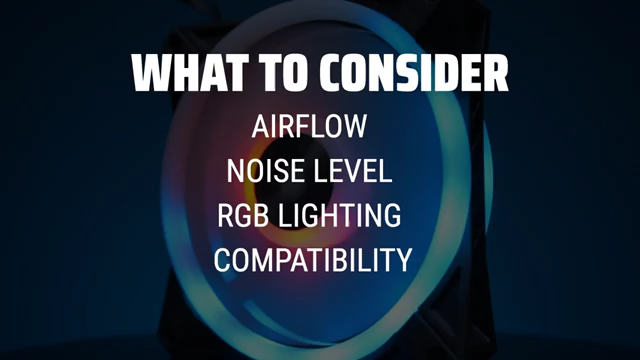 WHAT TO CONSIDER
AIRFLOW
NOISE LEVEL
RGB LIGHTING
COMPATIBILITY